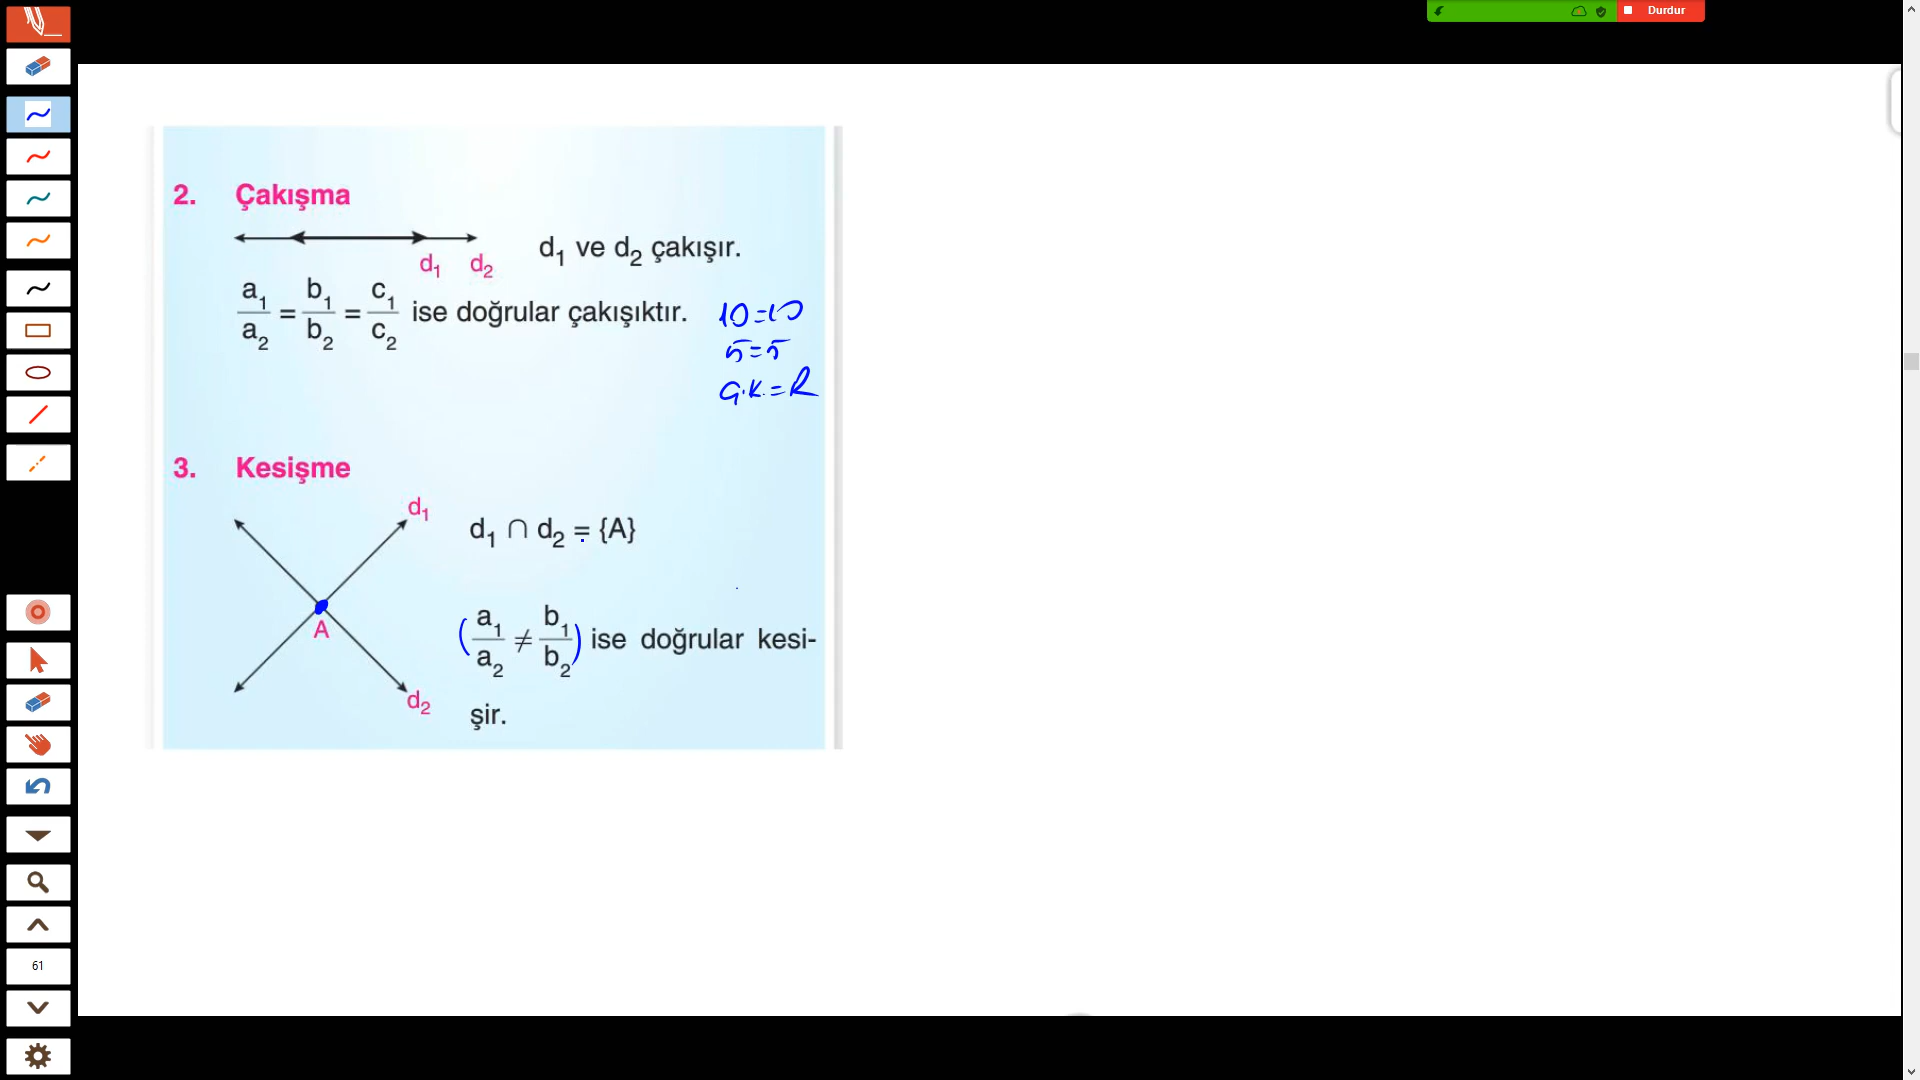 Durdur
2. Çakışma
d₁ d₂
d₁ ve d₂ çakışır.
a₁/a₂ = b₁/b₂ = c₁/c₂ ise doğrular çakışıktır.
10=10
5=5
Ç.K.=R
3. Kesişme
d₁
d₁ ∩ d₂ = {A}
A
(a₁/a₂ ≠ b₁/b₂) ise doğrular kesi-
d₂
şir.
61